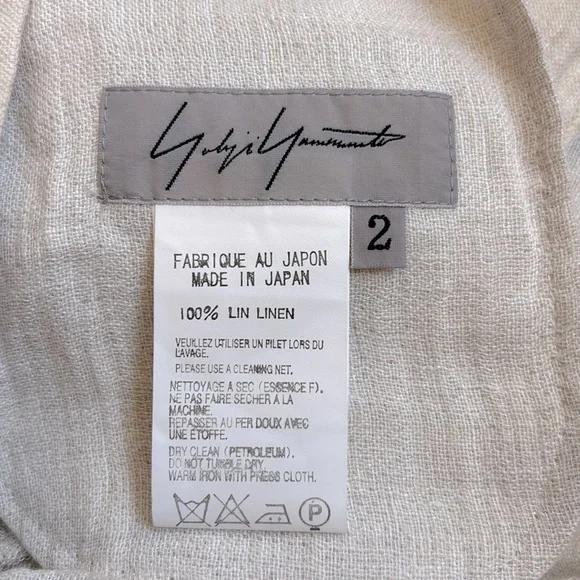 Yohji Yamamoto
2
FABRIQUE AU JAPON
MADE IN JAPAN
100% LIN LINEN
VEUILLEZ UTILISER UN PILET LORS DU
LAVAGE.
PLEASE USE A CLEANING NET.
NETTOYAGE A SEC (ESSENCE F).
NE PAS FAIRE SECHER A LA
MACHINE.
REPASSER AU FER DOUX AVEC
UNE ÉTOFFE.
DRY CLEAN (PETROLEUM).
DO NOT TUMBLE DRY
WARM IRON WITH PRESS CLOTH.
P